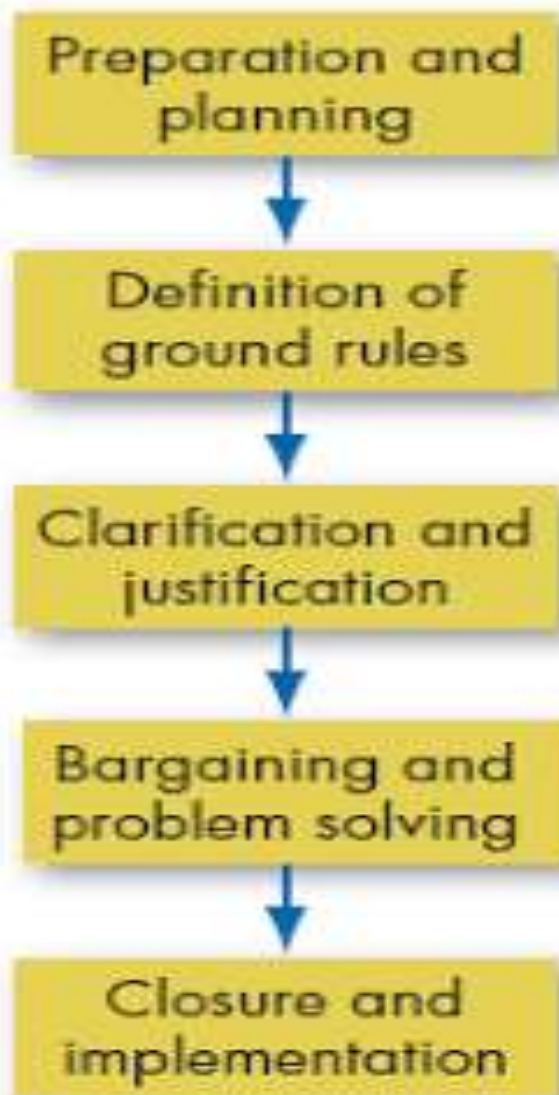 Preparation and
planning
Definition of
ground rules
Clarification and
justification
Bargaining and
problem solving
Closure and
implementation